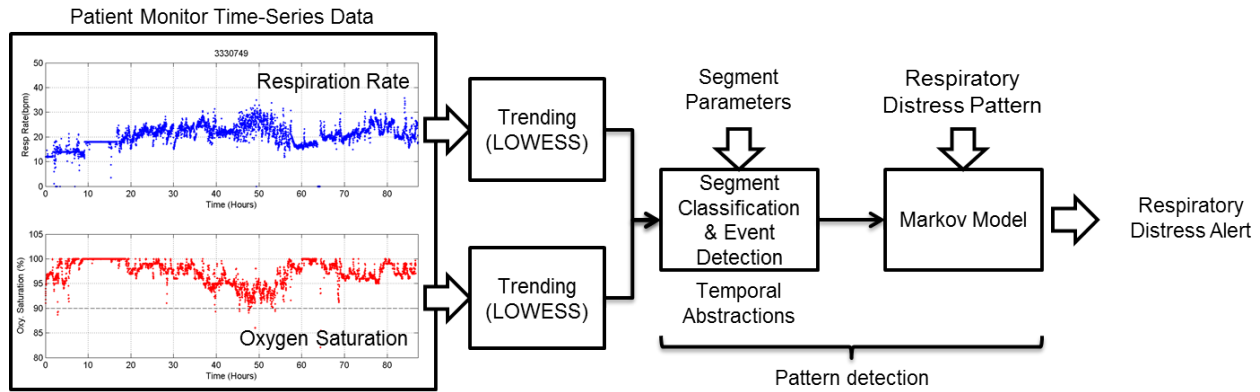 Patient Monitor Time-Series Data
3330749
Respiration Rate
Resp Rate(bpm)
50
40
30
20
10
0
0 10 20 30 40 50 60 70 80
Time (Hours)
Oxy. Saturation (%)
105
100
95
90
85
80
Oxygen Saturation
0 10 20 30 40 50 60 70 80
Time (Hours)
Trending
(LOWESS)
Trending
(LOWESS)
Segment
Parameters
Segment
Classification
& Event
Detection
Temporal
Abstractions
Respiratory
Distress Pattern
Markov Model
Pattern detection
Respiratory
Distress Alert